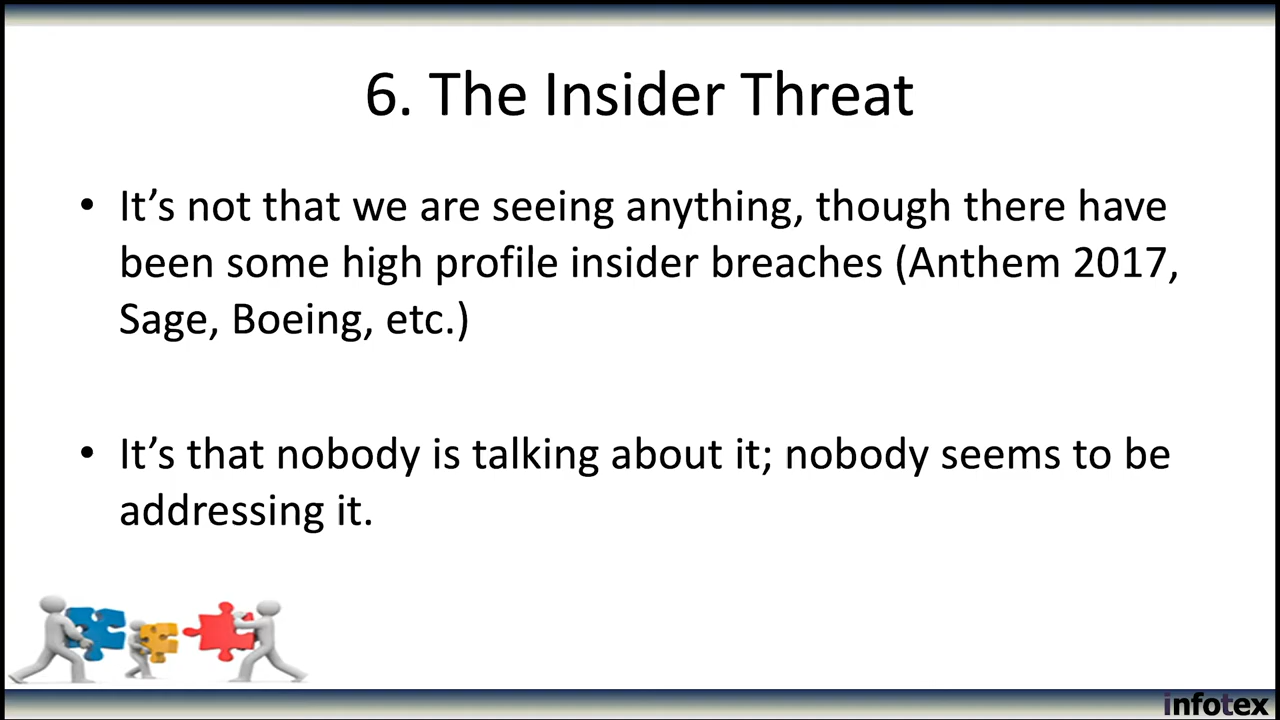 6. The Insider Threat
• It’s not that we are seeing anything, though there have
been some high profile insider breaches (Anthem 2017,
Sage, Boeing, etc.)
• It’s that nobody is talking about it; nobody seems to be
addressing it.
infotex